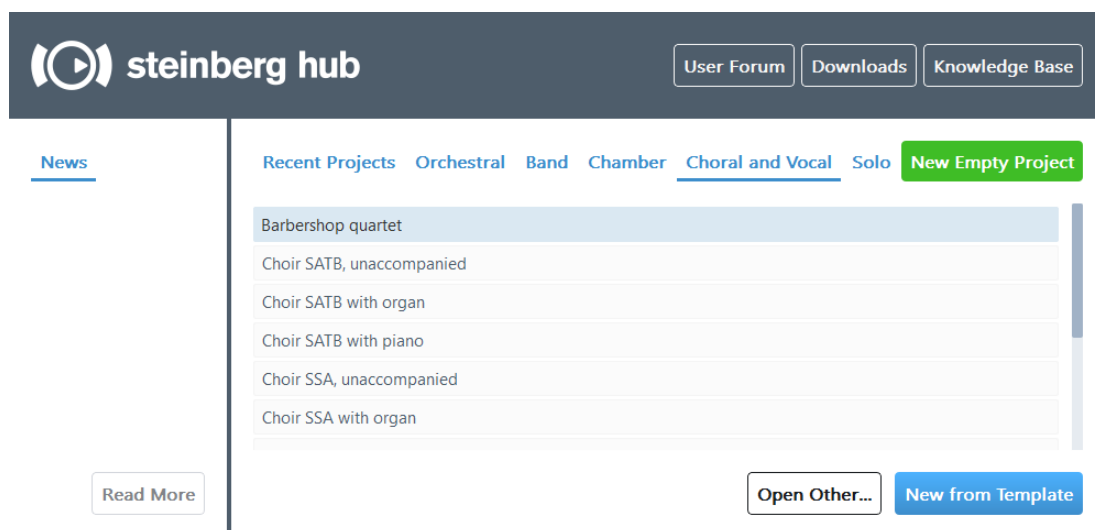 steinberg hub
User Forum
Downloads
Knowledge Base
News
Recent Projects
Orchestral
Band
Chamber
Choral and Vocal
Solo
New Empty Project
Barbershop quartet
Choir SATB, unaccompanied
Choir SATB with organ
Choir SATB with piano
Choir SSA, unaccompanied
Choir SSA with organ
Read More
Open Other...
New from Template